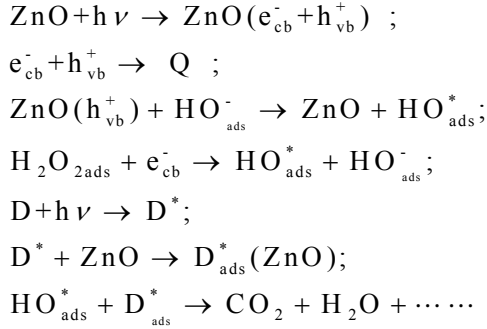 ZnO+hν → ZnO(e⁻cb+h⁺vb) ;
e⁻cb+h⁺vb → Q ;
ZnO(h⁺vb) + HO⁻ads → ZnO + HO*ads;
H₂O₂ads + e⁻cb → HO*ads + HO⁻ads;
D+hν → D*;
D* + ZnO → D*ads(ZnO);
HO*ads + D*ads → CO₂ + H₂O + ⋯⋯